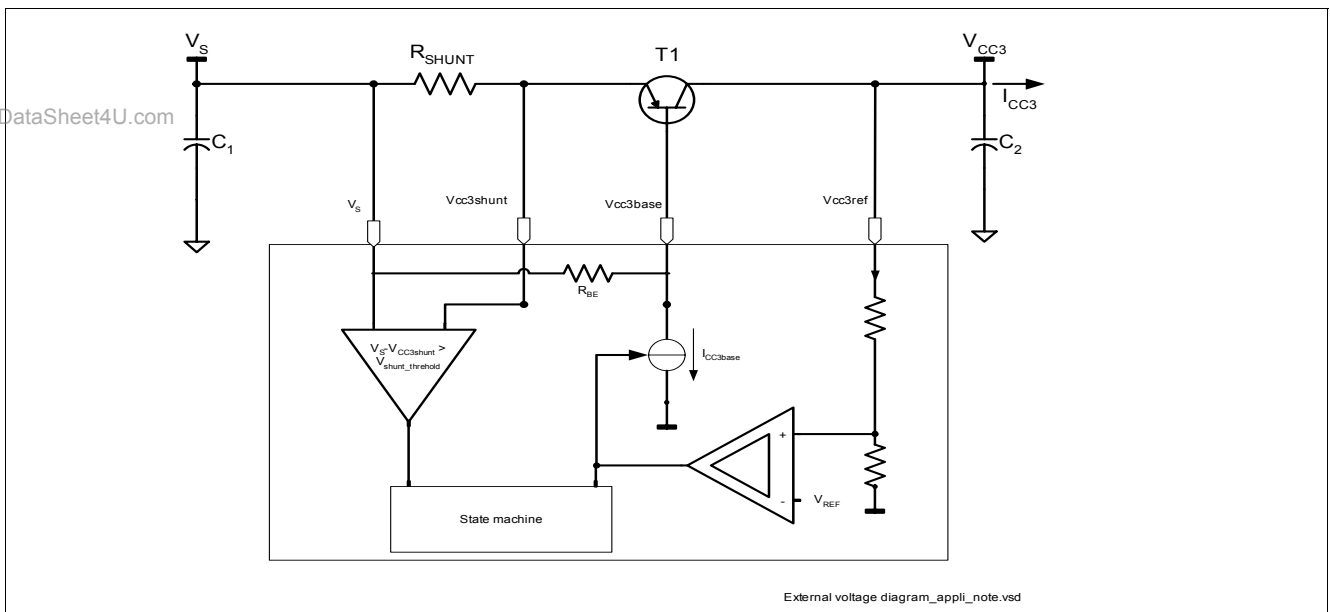 VS
RSHUNT
T1
VCC3
ICC3
DataSheet4U.com
C1
C2
VS
Vcc3shunt
Vcc3base
Vcc3ref
RBE
VS-VCC3shunt >
Vshunt_threhold
ICC3base
+
-
VREF
State machine
External voltage diagram_appli_note.vsd